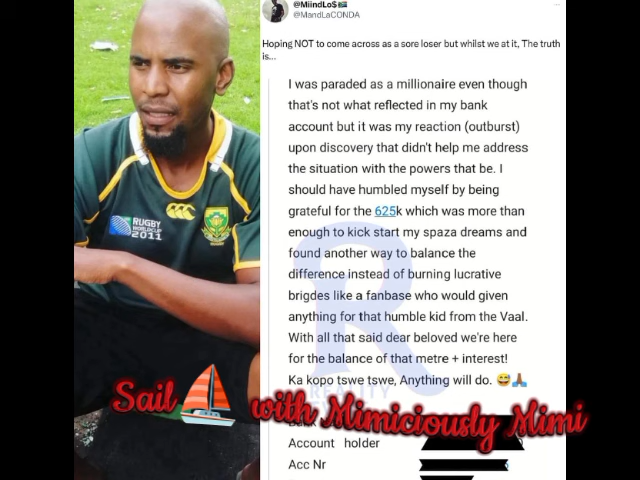 @MiindLo$
@MandLaCONDA
Hoping NOT to come across as a sore loser but whilst we at it, The truth
is...
I was paraded as a millionaire even though
that's not what reflected in my bank
account but it was my reaction (outburst)
upon discovery that didn't help me address
the situation with the powers that be. I
should have humbled myself by being
grateful for the 625k which was more than
enough to kick start my spaza dreams and
found another way to balance the
difference instead of burning lucrative
brigdes like a fanbase who would given
anything for that humble kid from the Vaal.
With all that said dear beloved we're here
for the balance of that metre + interest!
Ka kopo tswe tswe, Anything will do. 😅🙏🏾
REALITY
Sail ⛵ with Mimiciously Mimi
Account holder
Acc Nr
RUGBY
WORLD CUP
2011